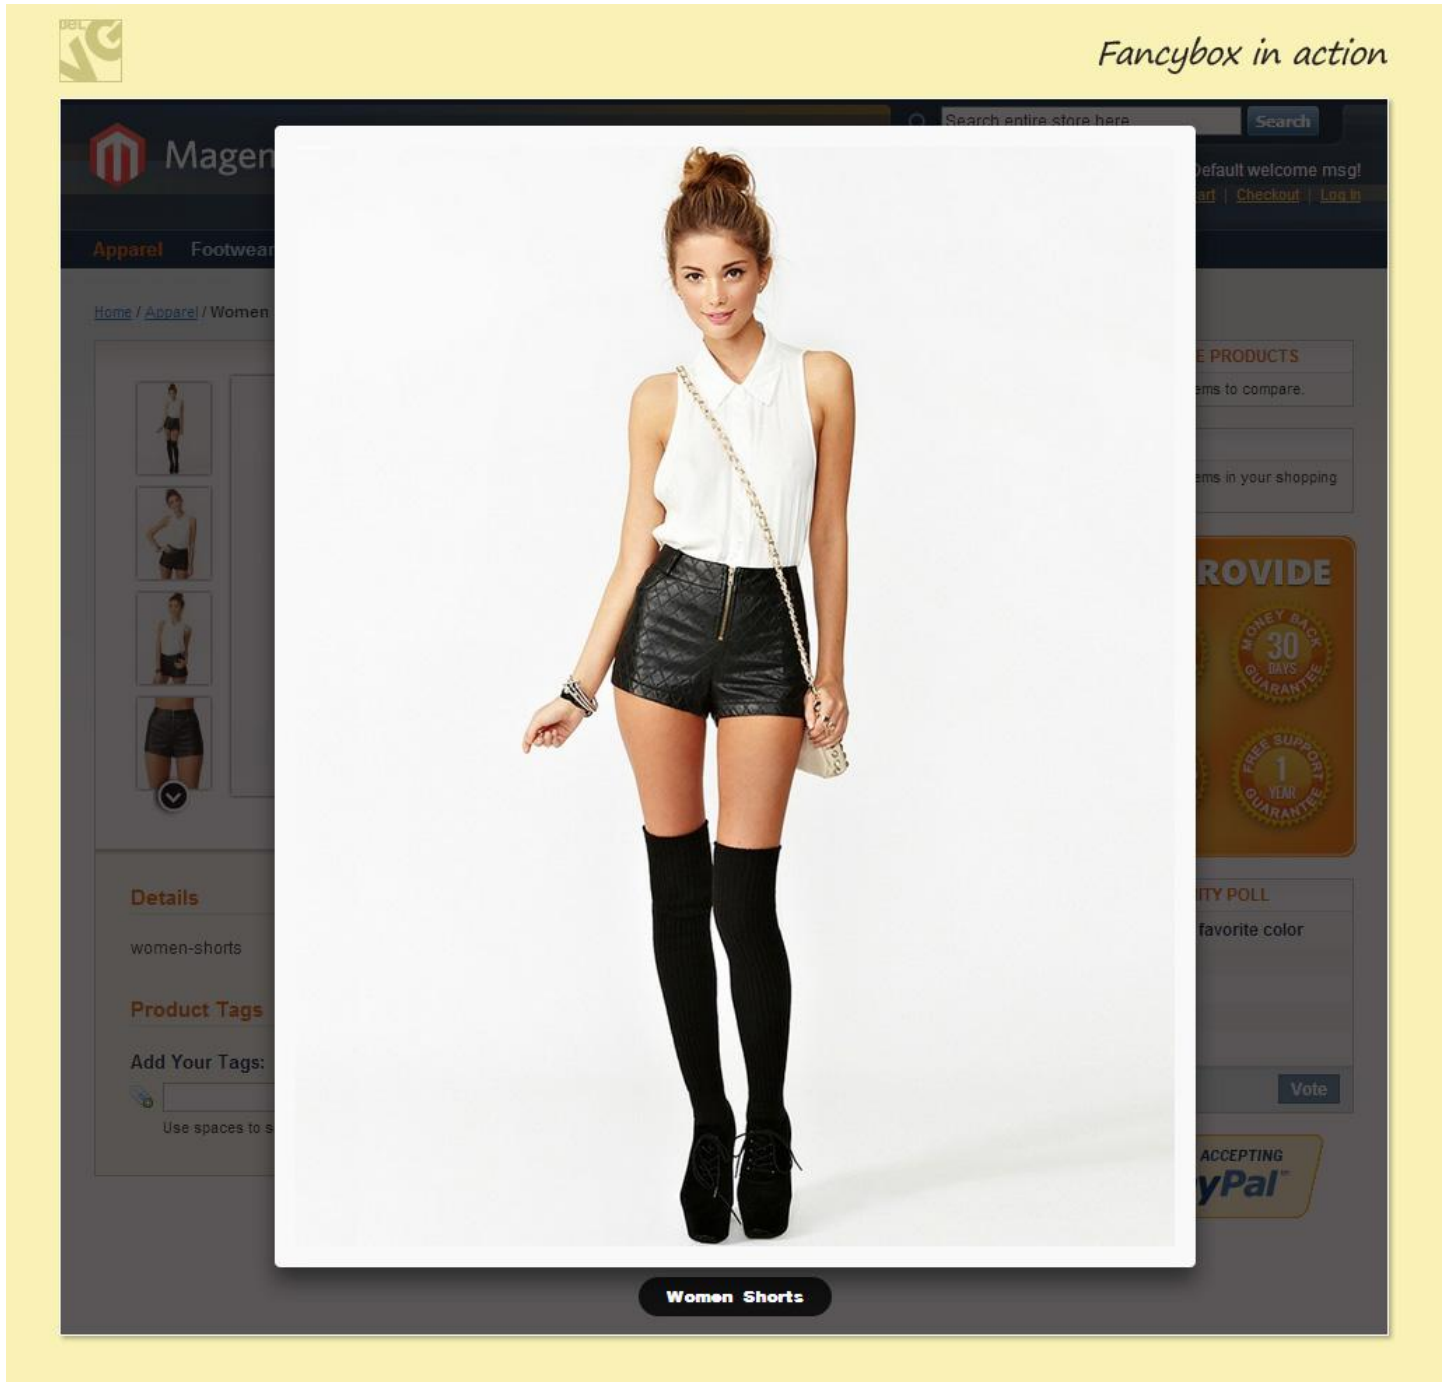 Fancybox in action
Magen
Search entire store here
Search
Default welcome msg!
art | Checkout | Log In
Apparel Footwear
Home / Apparel / Women
E PRODUCTS
ems to compare.
ems in your shopping
ROVIDE
MONEY BACK
30
DAYS
GUARANTEE
FREE SUPPORT
1
YEAR
GUARANTEE
Details
women-shorts
Product Tags
Add Your Tags:
Use spaces to s
ITY POLL
favorite color
Vote
ACCEPTING
yPal™
Women Shorts